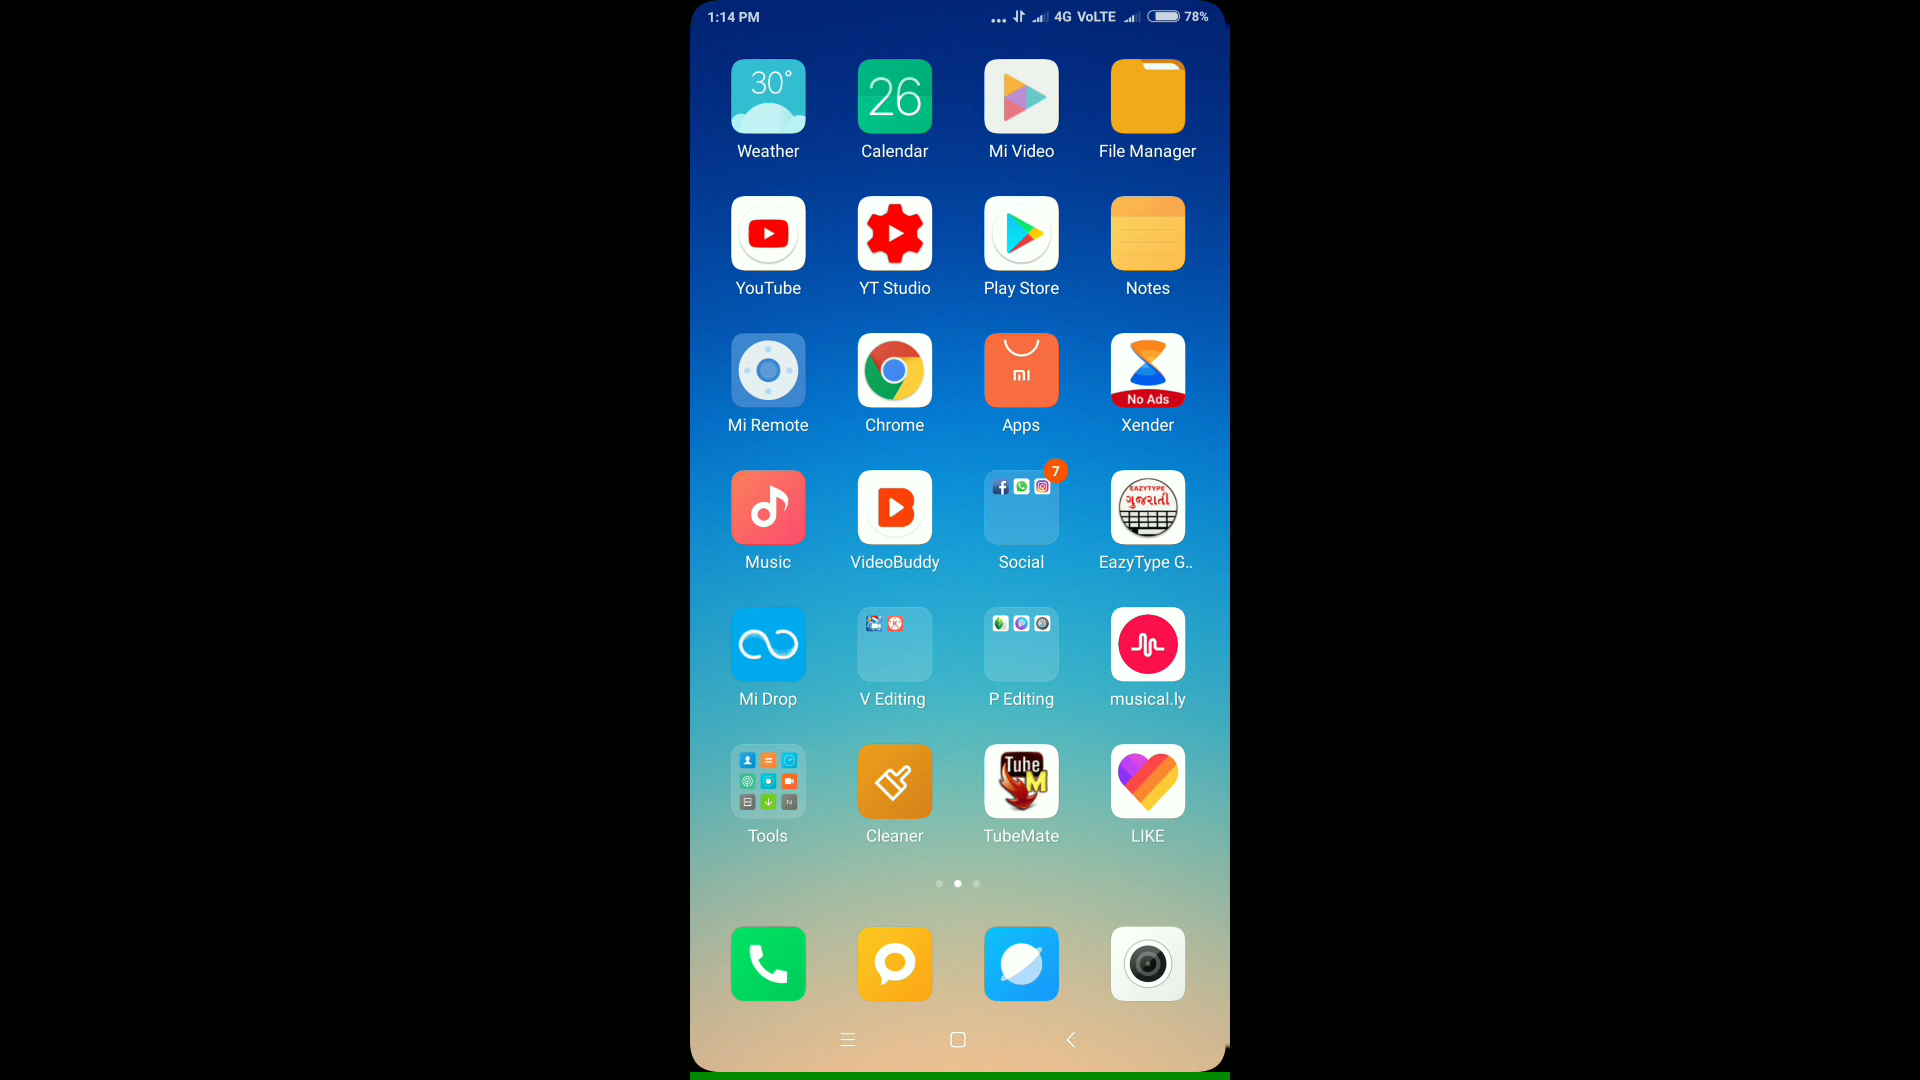 1:14 PM
... 4G VoLTE 78%
30°
26
Weather
Calendar
Mi Video
File Manager
YouTube
YT Studio
Play Store
Notes
mi
No Ads
Mi Remote
Chrome
Apps
Xender
7
EAZYTYPE
ગુજરાતી
Music
VideoBuddy
Social
EazyType G..
Mi Drop
V Editing
P Editing
musical.ly
Tube
M
Tools
Cleaner
TubeMate
LIKE